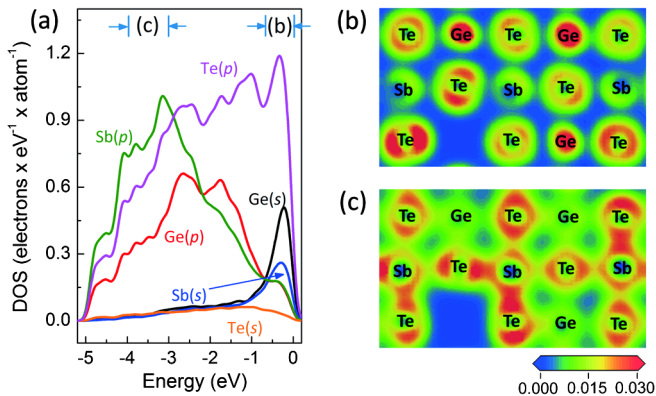 (a)
(c)
(b)
1.2
0.9
0.6
0.3
0.0
DOS (electrons x eV⁻¹ x atom⁻¹)
Te(p)
Sb(p)
Ge(s)
Ge(p)
Sb(s)
Te(s)
-5 -4 -3 -2 -1 0
Energy (eV)
(b)
Te Ge Te Ge Te
Sb Te Sb Te Sb
Te Te Ge Te
(c)
Te Ge Te Ge Te
Sb Te Sb Te Sb
Te Te Ge Te
0.000 0.015 0.030